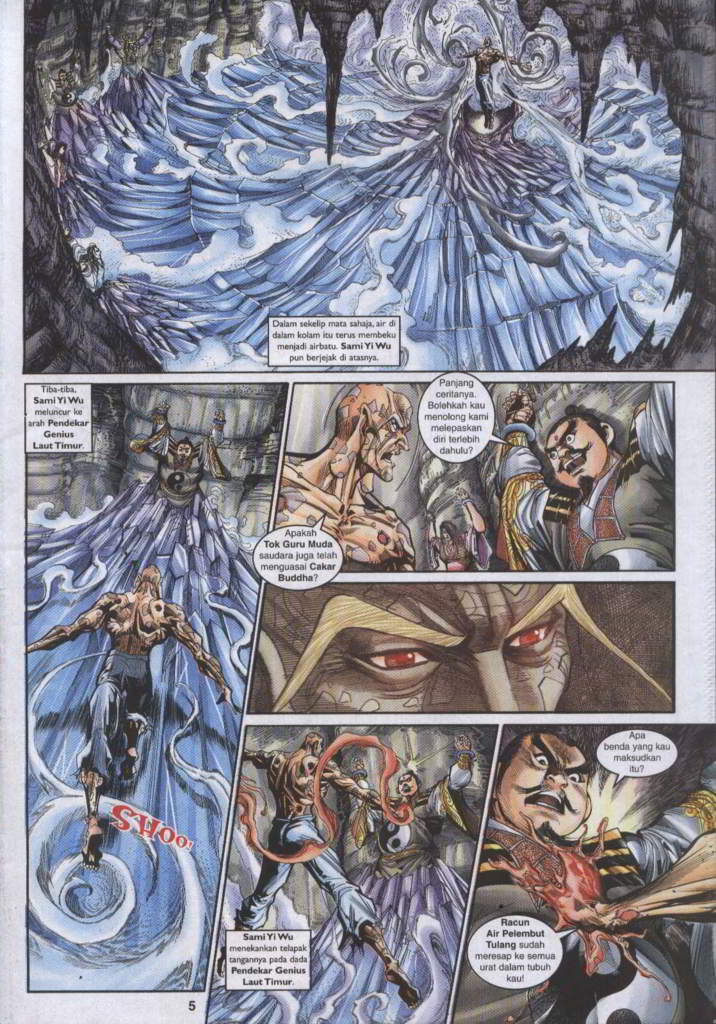 Dalam sekelip mata sahaja, air di
dalam kolam itu terus membeku
menjadi airbatu. Sami Yi Wu
pun berjejak di atasnya.
Tiba-tiba,
Sami Yi Wu
meluncur ke
arah Pendekar
Genius
Laut Timur.
SHOO!
Panjang
ceritanya.
Bolehkah kau
menolong kami
melepaskan
diri terlebih
dahulu?
Apakah
Tok Guru Muda
saudara juga telah
menguasai Cakar
Buddha?
Sami Yi Wu
menekankan telapak
tangannya pada dada
Pendekar Genius
Laut Timur.
Apa
benda yang kau
maksudkan
itu?
Racun
Air Pelembut
Tulang sudah
meresap ke semua
urat dalam tubuh
kau!
5